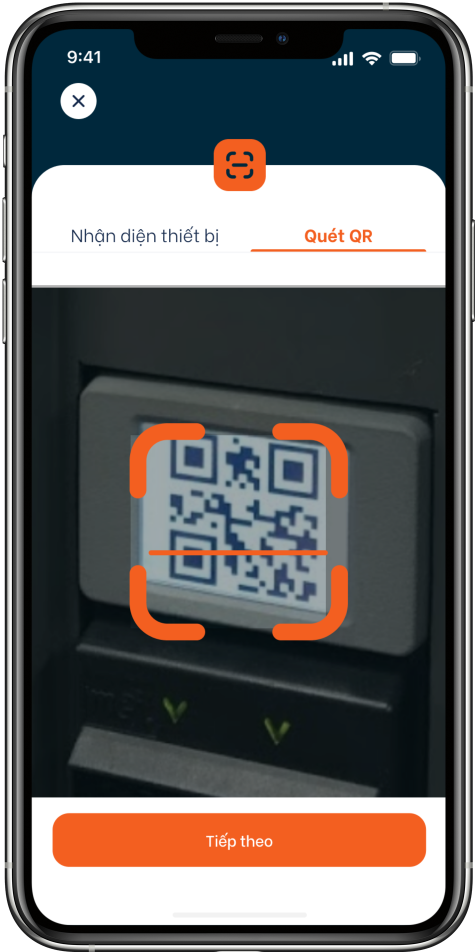 9:41
Nhận diện thiết bị
Quét QR
Tiếp theo